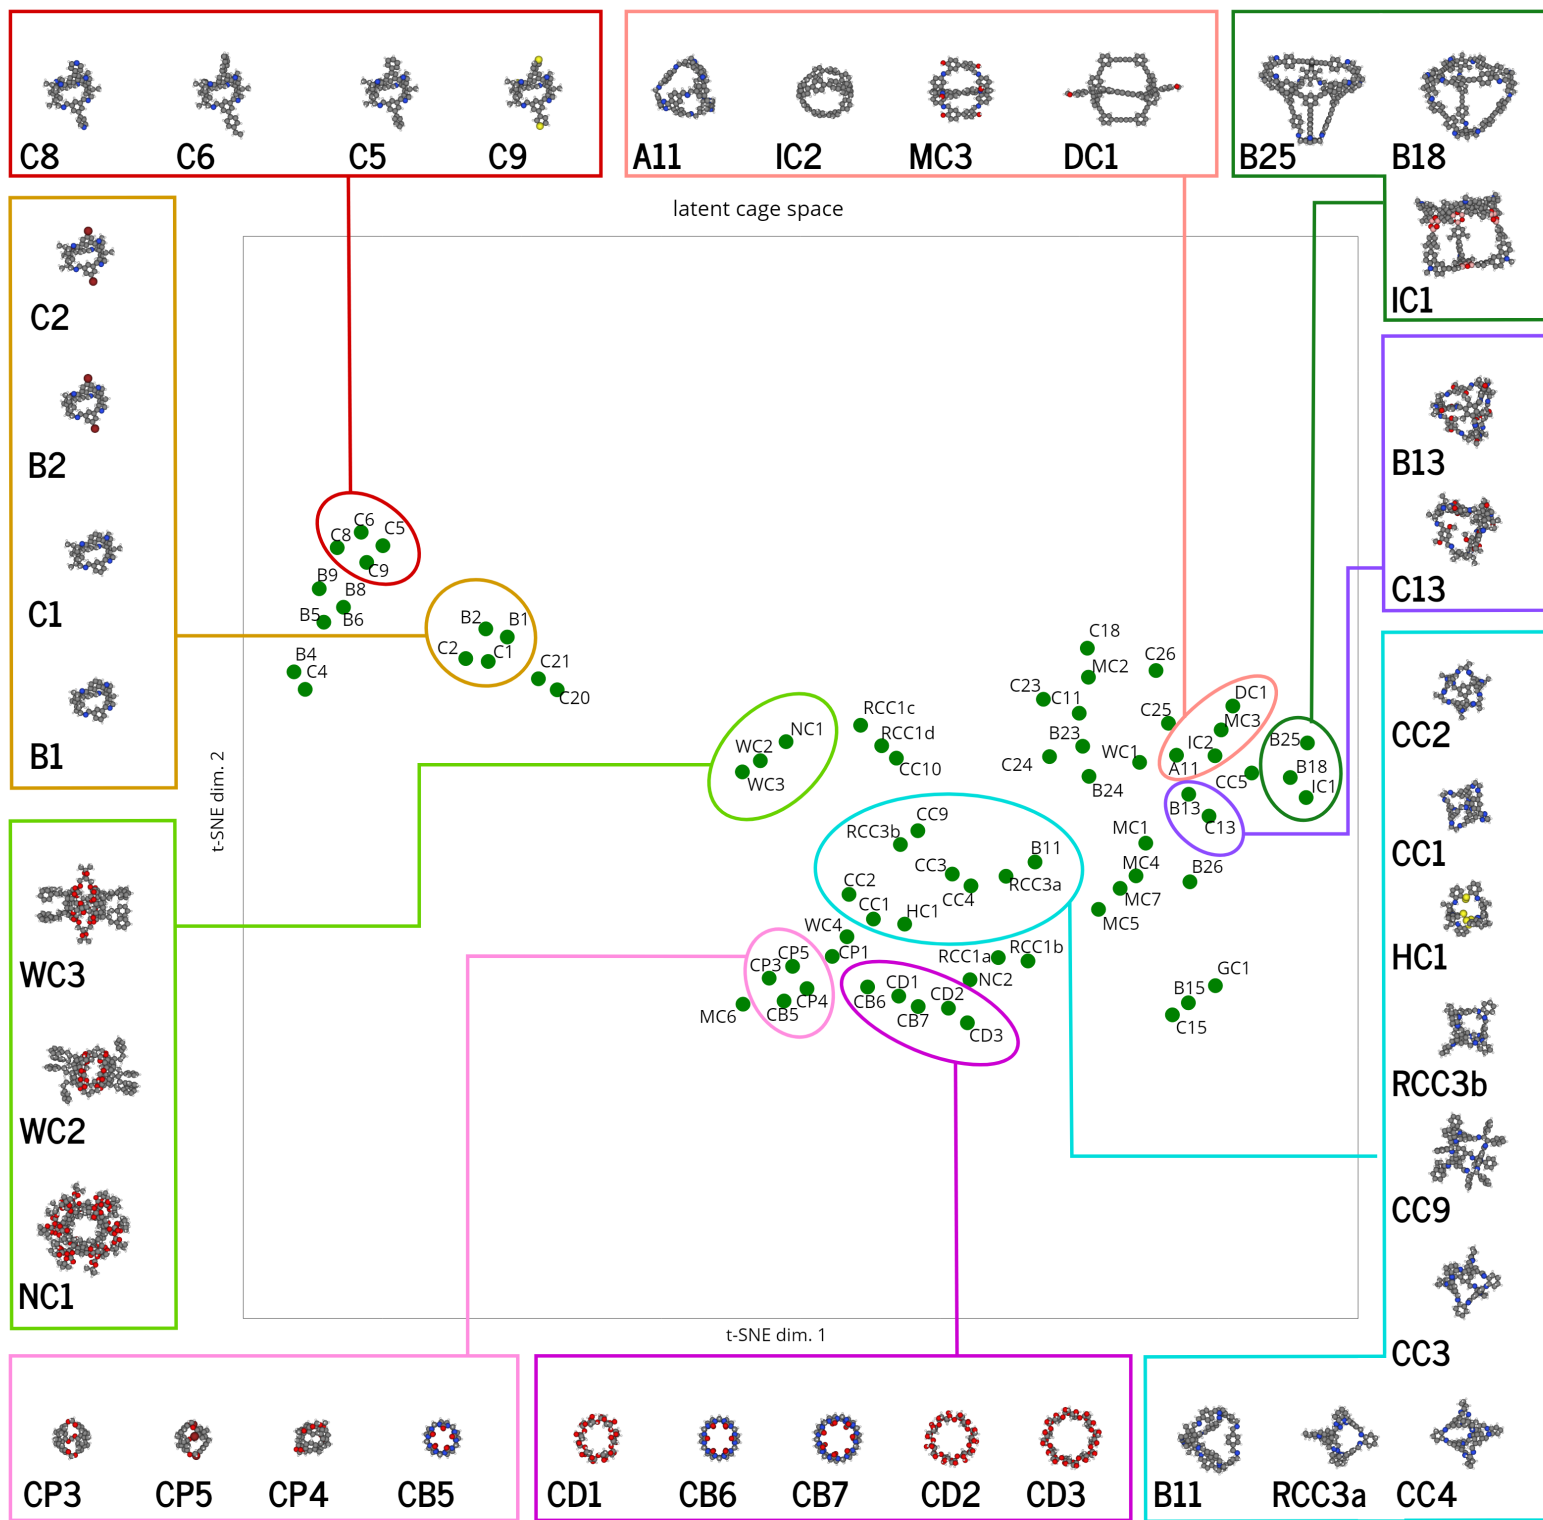 C8 C6 C5 C9
A11 IC2 MC3 DC1
B25 B18
IC1
latent cage space
C2
B2
C1
B1
B13
C13
C6
C8 C5
C9
B9
B8
B5 B6
B4
C4
B2 B1
C2 C1
C21
C20
C18
MC2 C26
C23 C11
DC1
C25 MC3
RCC1c
NC1
RCC1d
WC2
CC10
WC3
B23
C24 WC1
IC2
A11
B25
B18
CC5
IC1
B24
B13
C13
t-SNE dim. 2
CC9
RCC3b
MC1
B11
CC3
RCC3a
MC4
B26
CC2
CC4
MC7
CC1 HC1
MC5
WC4
CP1
RCC1a RCC1b
CP5
CP3
NC2
GC1
CD1
CB6 CD2
B15
CP4
CB5
MC6
CB7
CD3
C15
WC3
WC2
NC1
CC2
CC1
HC1
RCC3b
CC9
CC3
t-SNE dim. 1
CP3 CP5 CP4 CB5
CD1 CB6 CB7 CD2 CD3
B11 RCC3a CC4